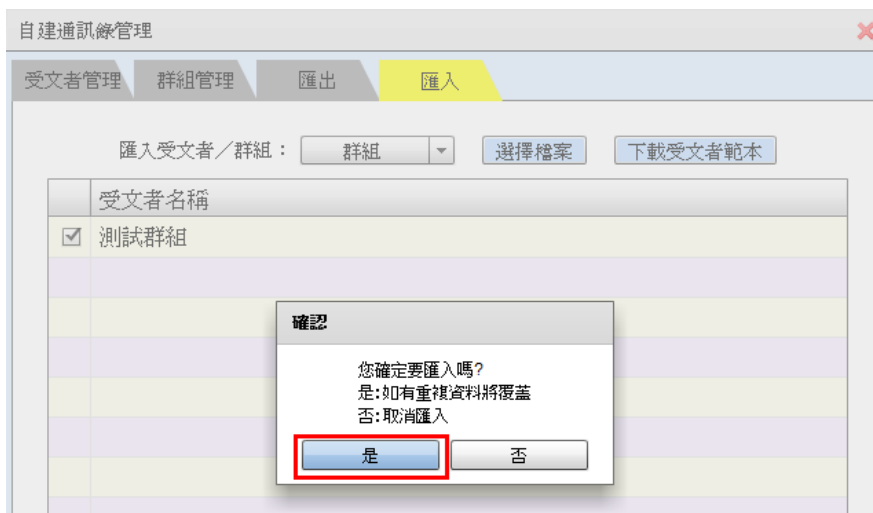 自建通訊錄管理
受文者管理 群組管理 匯出 匯入
匯入受文者／群組： 群組 選擇檔案 下載受文者範本
受文者名稱
測試群組
確認
您確定要匯入嗎?
是:如有重複資料將覆蓋
否:取消匯入
是 否